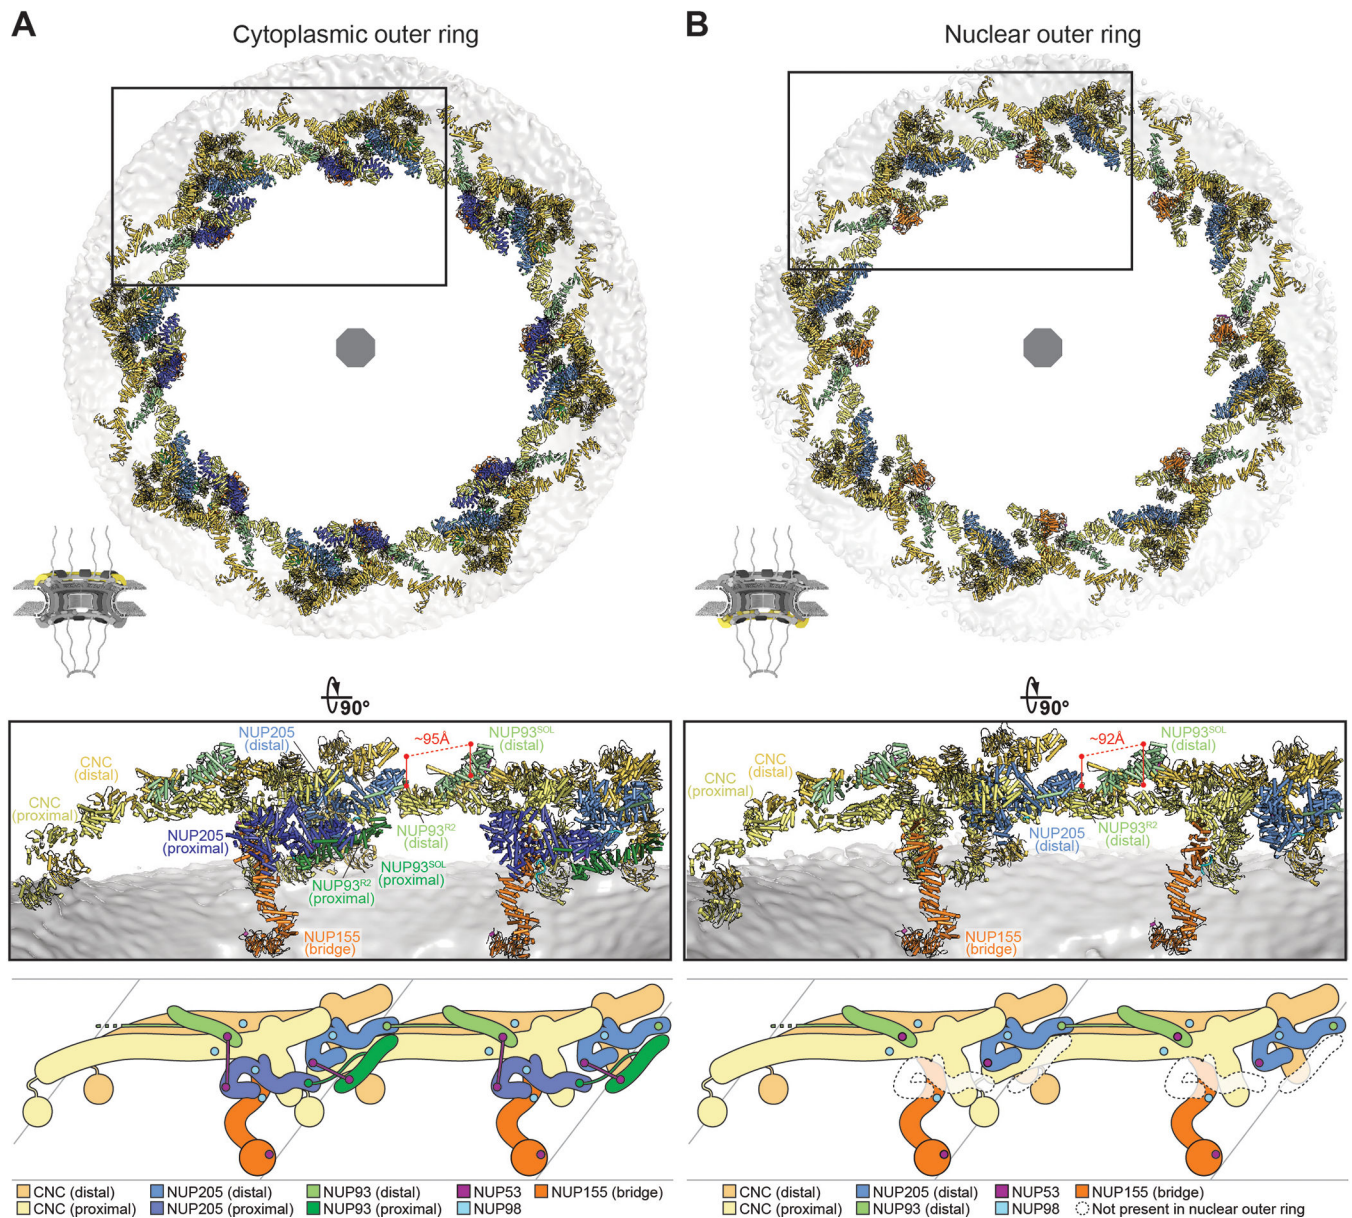 A
Cytoplasmic outer ring
B
Nuclear outer ring
90°
90°
NUP205
(distal)
~95Å
NUP93SOL
(distal)
CNC
(distal)
CNC
(proximal)
NUP205
(proximal)
NUP93R2
(distal)
NUP93SOL
(proximal)
NUP93R2
(proximal)
NUP155
(bridge)
~92Å
NUP93SOL
(distal)
CNC
(distal)
CNC
(proximal)
NUP205
(distal)
NUP93R2
(distal)
NUP155
(bridge)
CNC (distal) NUP205 (distal) NUP93 (distal) NUP53 NUP155 (bridge)
CNC (proximal) NUP205 (proximal) NUP93 (proximal) NUP98
CNC (distal) NUP205 (distal) NUP53 NUP155 (bridge)
CNC (proximal) NUP93 (distal) NUP98 Not present in nuclear outer ring